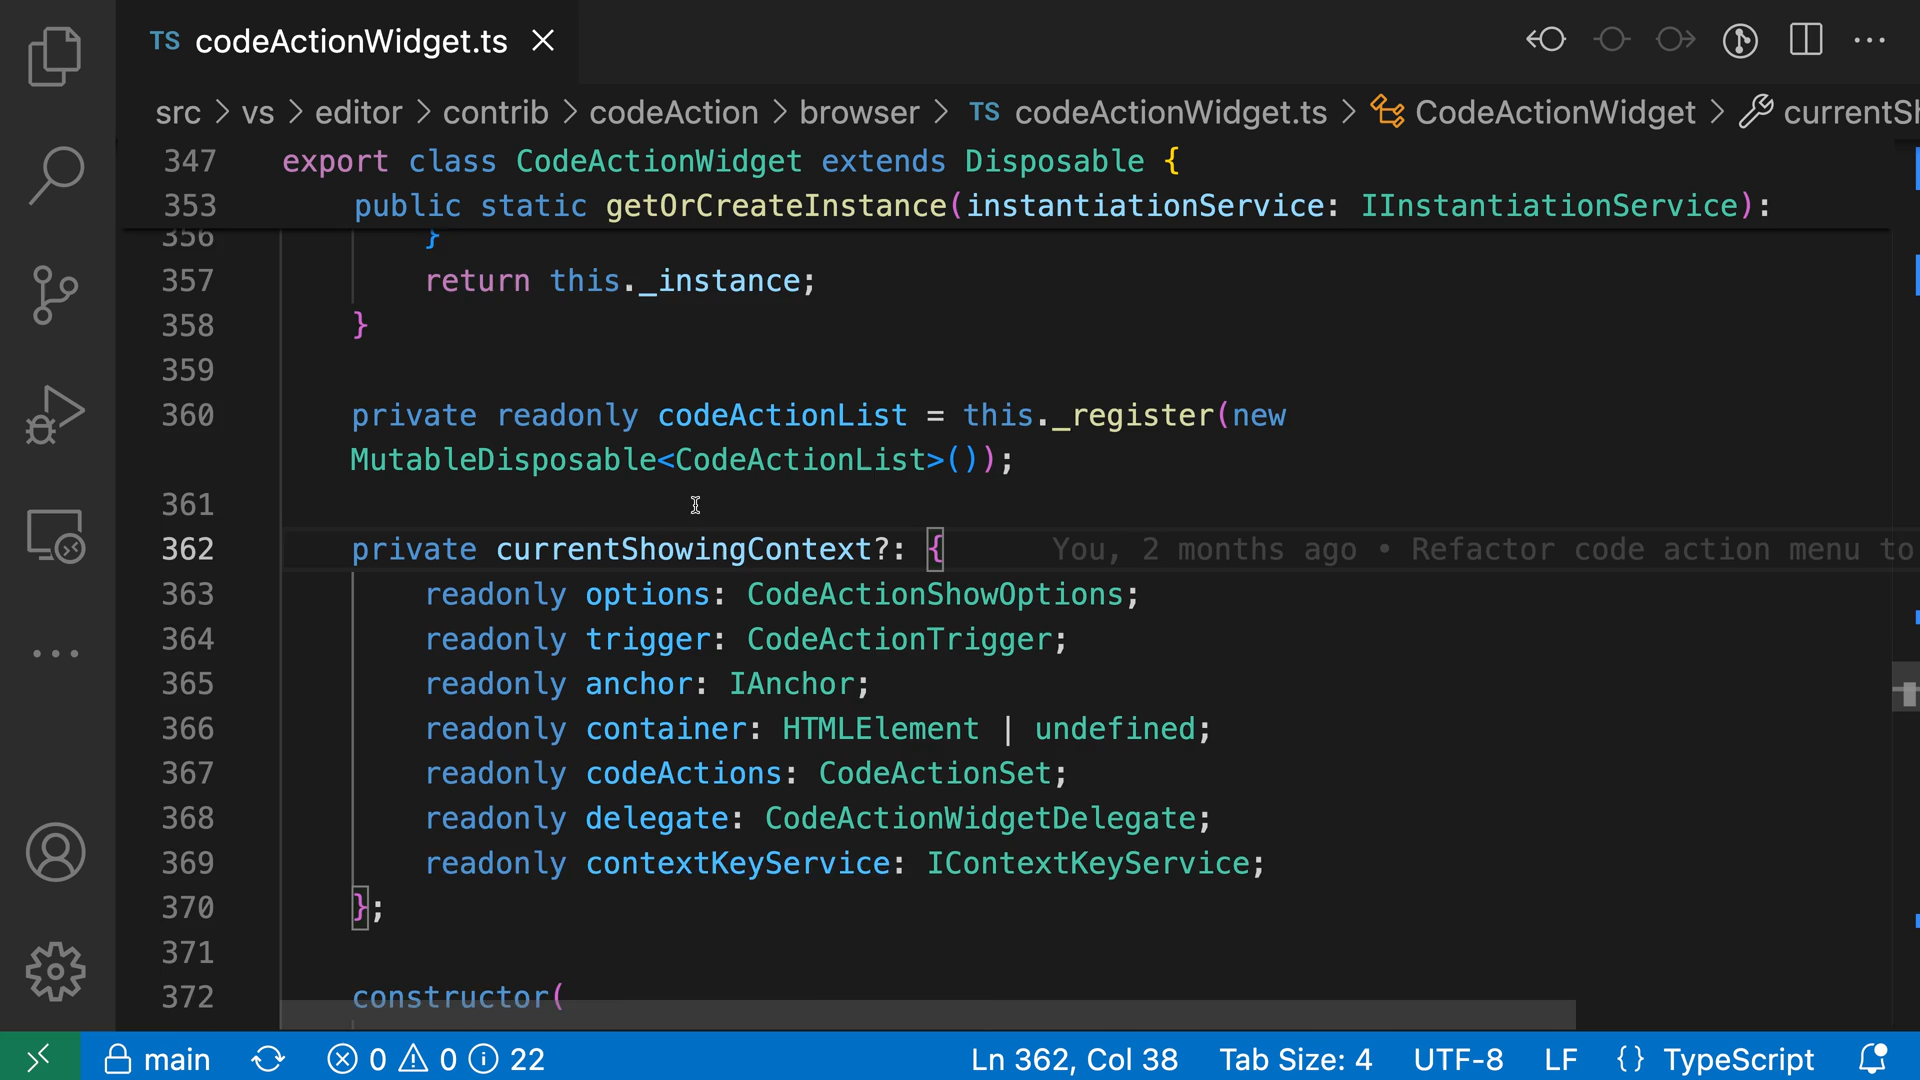 TS codeActionWidget.ts
src > vs > editor > contrib > codeAction > browser > TS codeActionWidget.ts > CodeActionWidget > currentSh
347 export class CodeActionWidget extends Disposable {
353 public static getOrCreateInstance(instantiationService: IInstantiationService):
356 }
357 return this._instance;
358 }
359
360 private readonly codeActionList = this._register(new
MutableDisposable<CodeActionList>());
361
362 private currentShowingContext?: { You, 2 months ago • Refactor code action menu to
363 readonly options: CodeActionShowOptions;
364 readonly trigger: CodeActionTrigger;
365 readonly anchor: IAnchor;
366 readonly container: HTMLElement | undefined;
367 readonly codeActions: CodeActionSet;
368 readonly delegate: CodeActionWidgetDelegate;
369 readonly contextKeyService: IContextKeyService;
370 };
371
372 constructor(
main 0 0 22 Ln 362, Col 38 Tab Size: 4 UTF-8 LF {} TypeScript